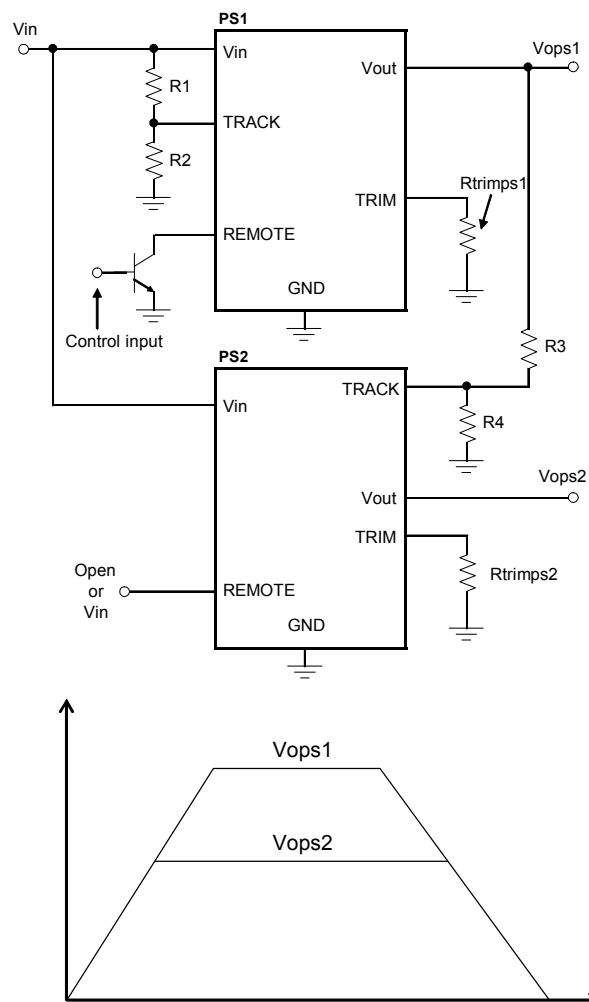 PS1
Vin
Vin
Vout
Vops1
R1
TRACK
R2
TRIM
Rtrimps1
REMOTE
GND
Control input
PS2
R3
TRACK
Vin
R4
Vops2
Vout
TRIM
Open
or
Vin
REMOTE
Rtrimps2
GND
Vops1
Vops2